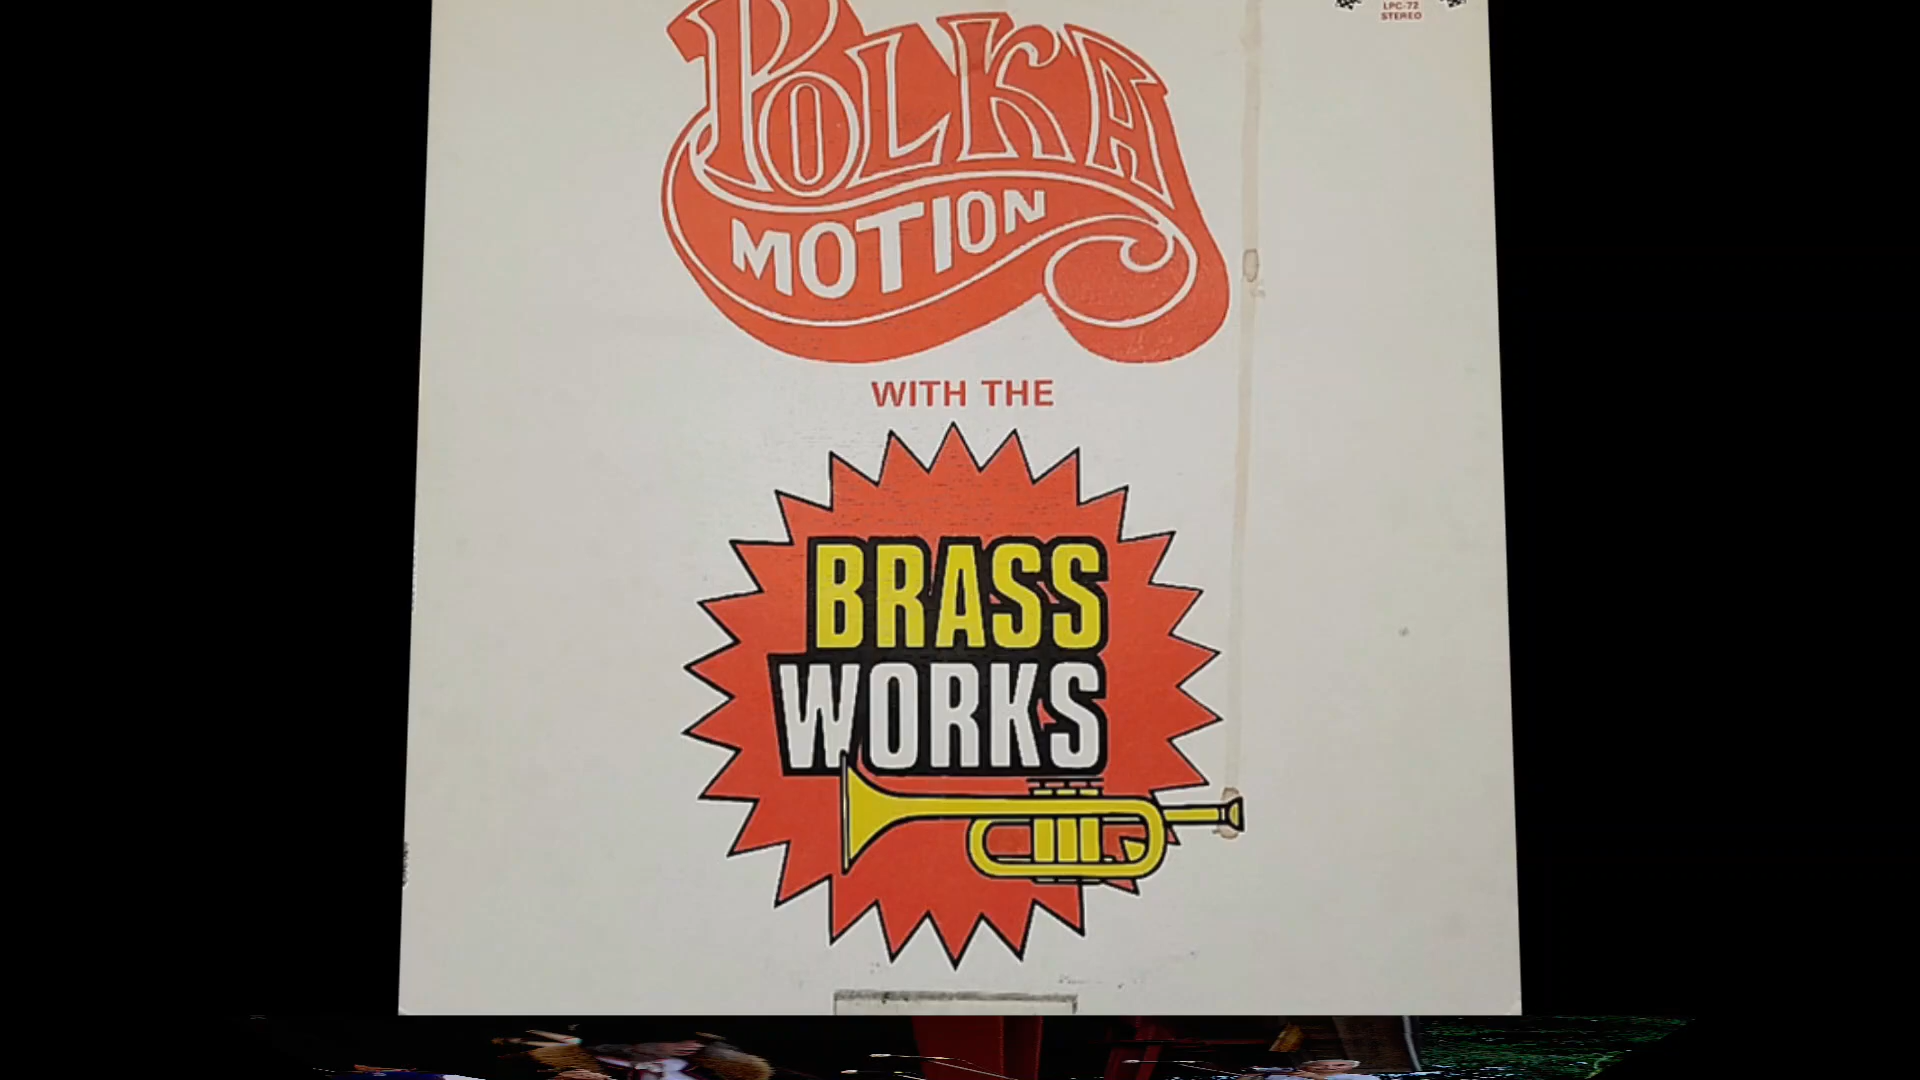 LPC-72
STEREO
POLKA
MOTION
WITH THE
BRASS
WORKS